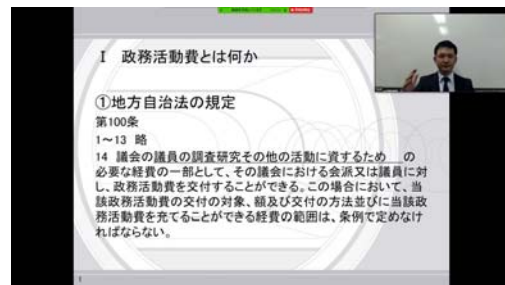 Ⅰ 政務活動費とは何か
①地方自治法の規定
第100条
1～13 略
14 議会の議員の調査研究その他の活動に資するため の
必要な経費の一部として、その議会における会派又は議員に対
し、政務活動費を交付することができる。この場合において、当
該政務活動費の交付の対象、額及び交付の方法並びに当該政
務活動費を充てることができる経費の範囲は、条例で定めなけ
ればならない。
1